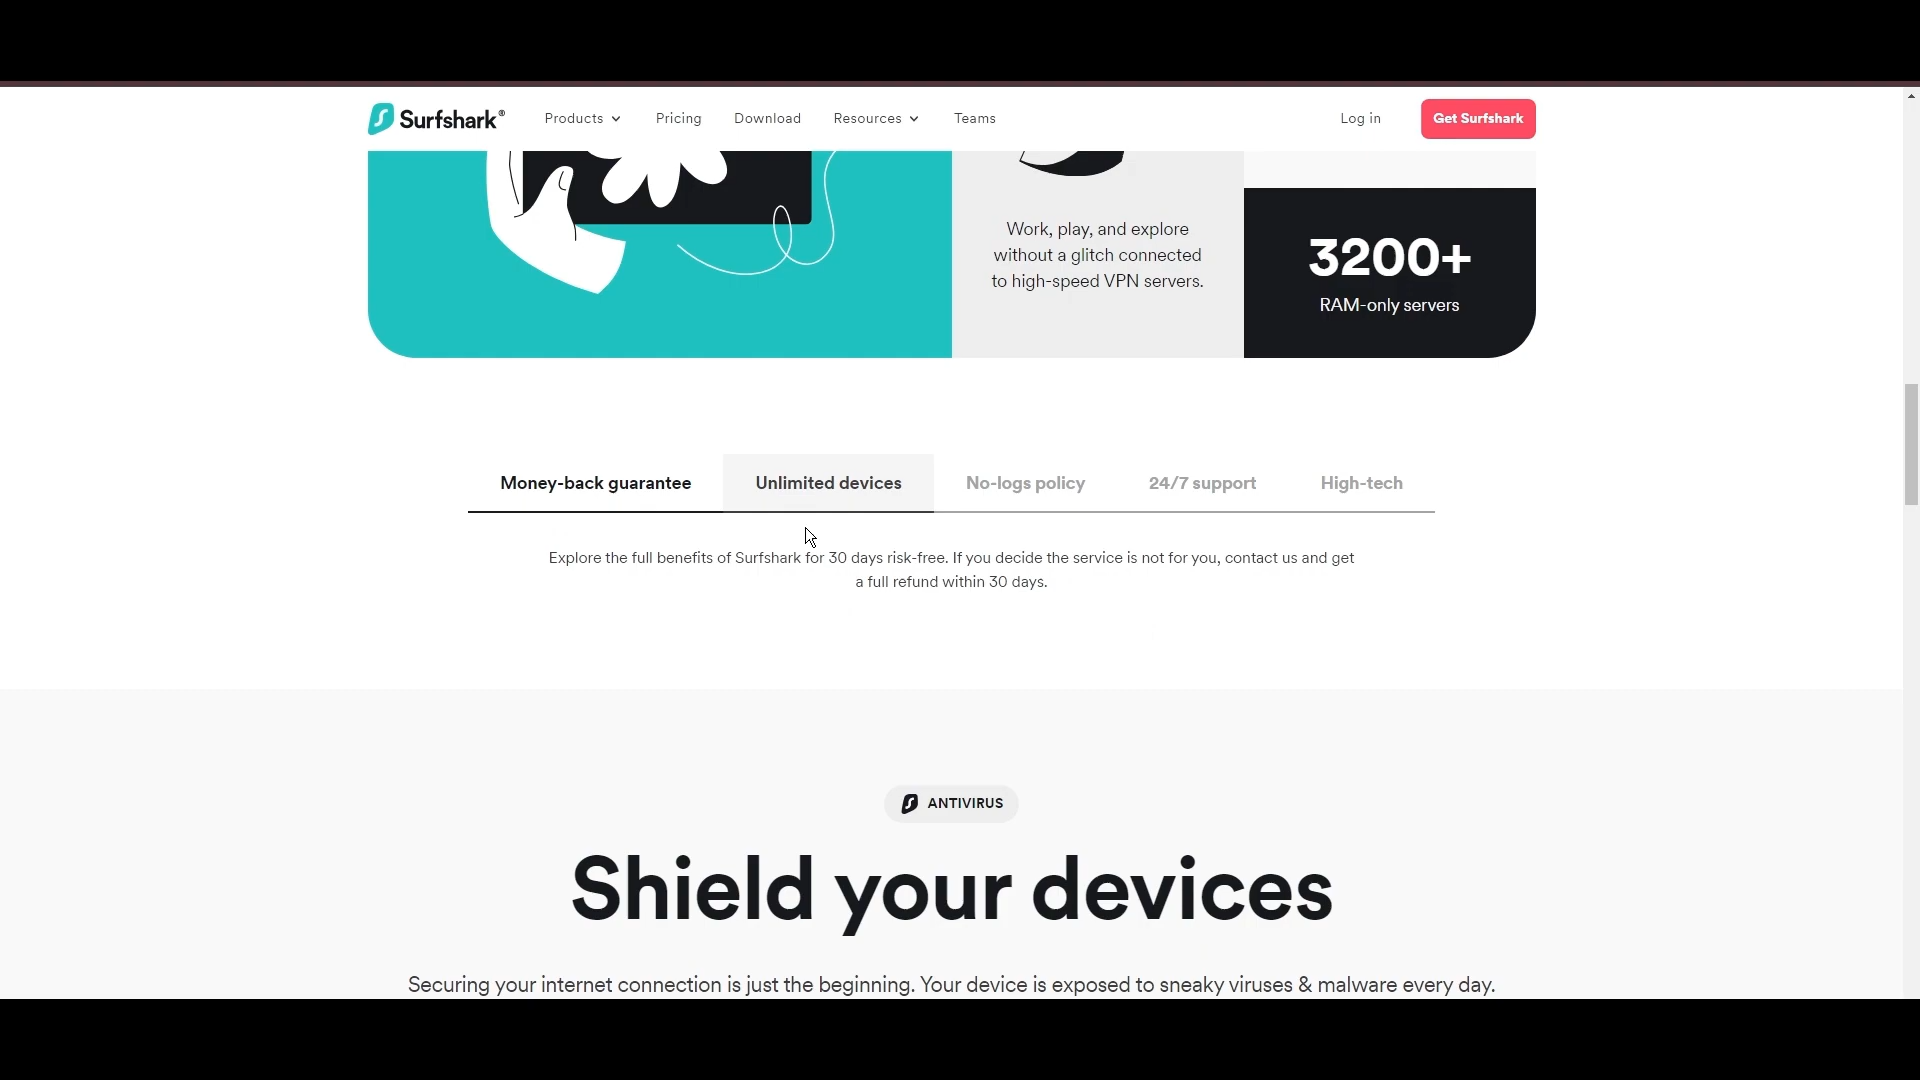 Surfshark®
Products
Pricing
Download
Resources
Teams
Log in
Get Surfshark
Work, play, and explore
without a glitch connected
to high-speed VPN servers.
3200+
RAM-only servers
Money-back guarantee
Unlimited devices
No-logs policy
24/7 support
High-tech
Explore the full benefits of Surfshark for 30 days risk-free. If you decide the service is not for you, contact us and get
a full refund within 30 days.
ANTIVIRUS
Shield your devices
Securing your internet connection is just the beginning. Your device is exposed to sneaky viruses & malware every day.